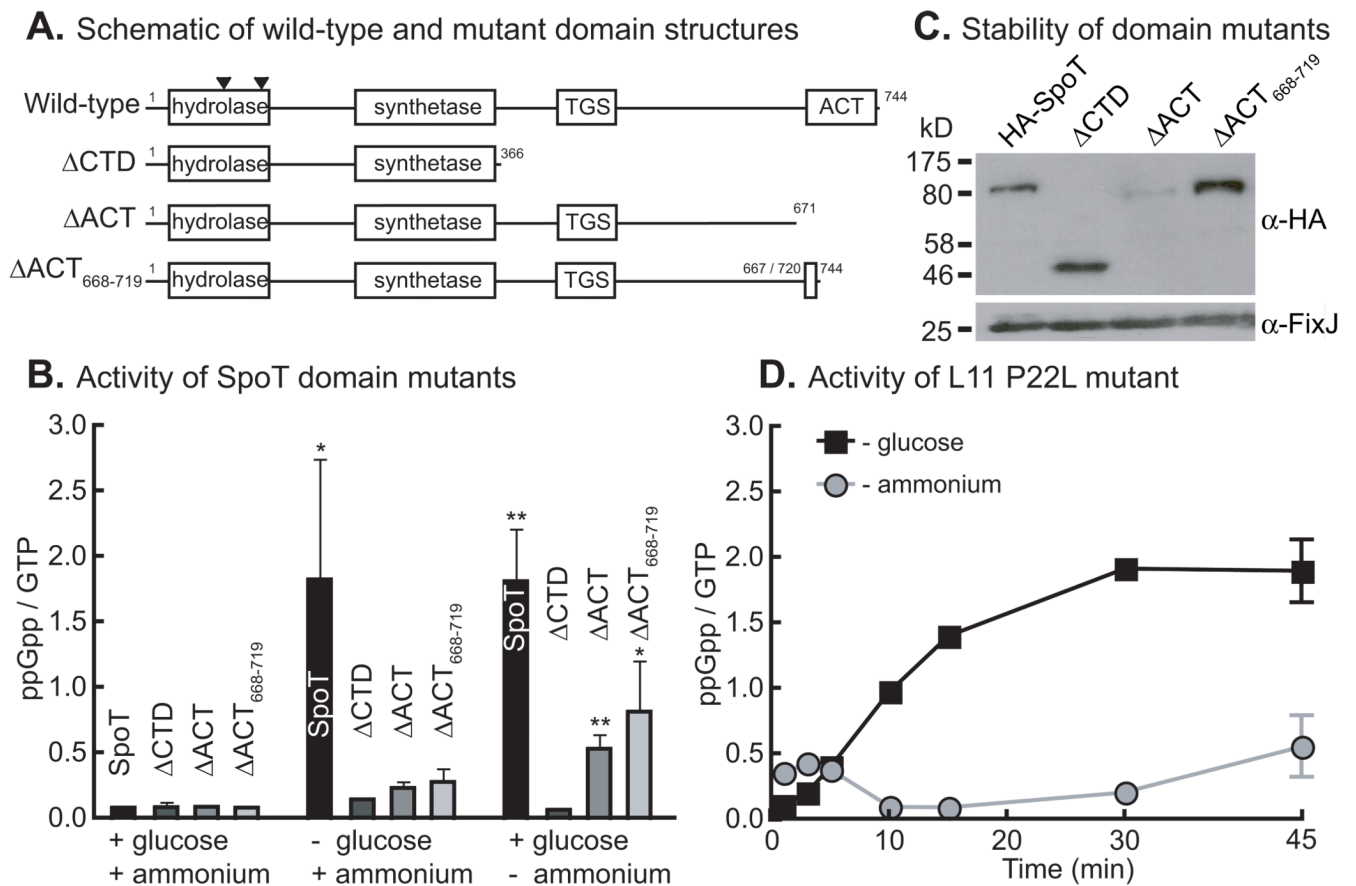 A. Schematic of wild-type and mutant domain structures
Wild-type 1 hydrolase synthetase TGS ACT 744
ΔCTD 1 hydrolase synthetase 366
ΔACT 1 hydrolase synthetase TGS 671
ΔACT668-719 1 hydrolase synthetase TGS 667 / 720 744
C. Stability of domain mutants
HA-SpoT ΔCTD ΔACT ΔACT668-719
kD
175
80
58
46
α-HA
25
α-FixJ
B. Activity of SpoT domain mutants
ppGpp / GTP
3.0
2.5
2.0
1.5
1.0
0.5
0.0
SpoT ΔCTD ΔACT ΔACT668-719
* SpoT ΔCTD ΔACT ΔACT668-719
** SpoT ΔCTD ΔACT ** ΔACT668-719 *
+ glucose
+ ammonium
- glucose
+ ammonium
+ glucose
- ammonium
D. Activity of L11 P22L mutant
ppGpp / GTP
3.0
2.5
2.0
1.5
1.0
0.5
0.0
- glucose
- ammonium
0 10 20 30 45
Time (min)